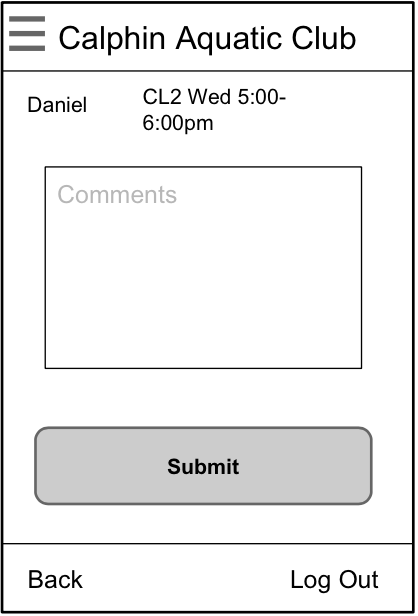 Calphin Aquatic Club
Daniel
CL2 Wed 5:00-
6:00pm
Comments
Submit
Back
Log Out